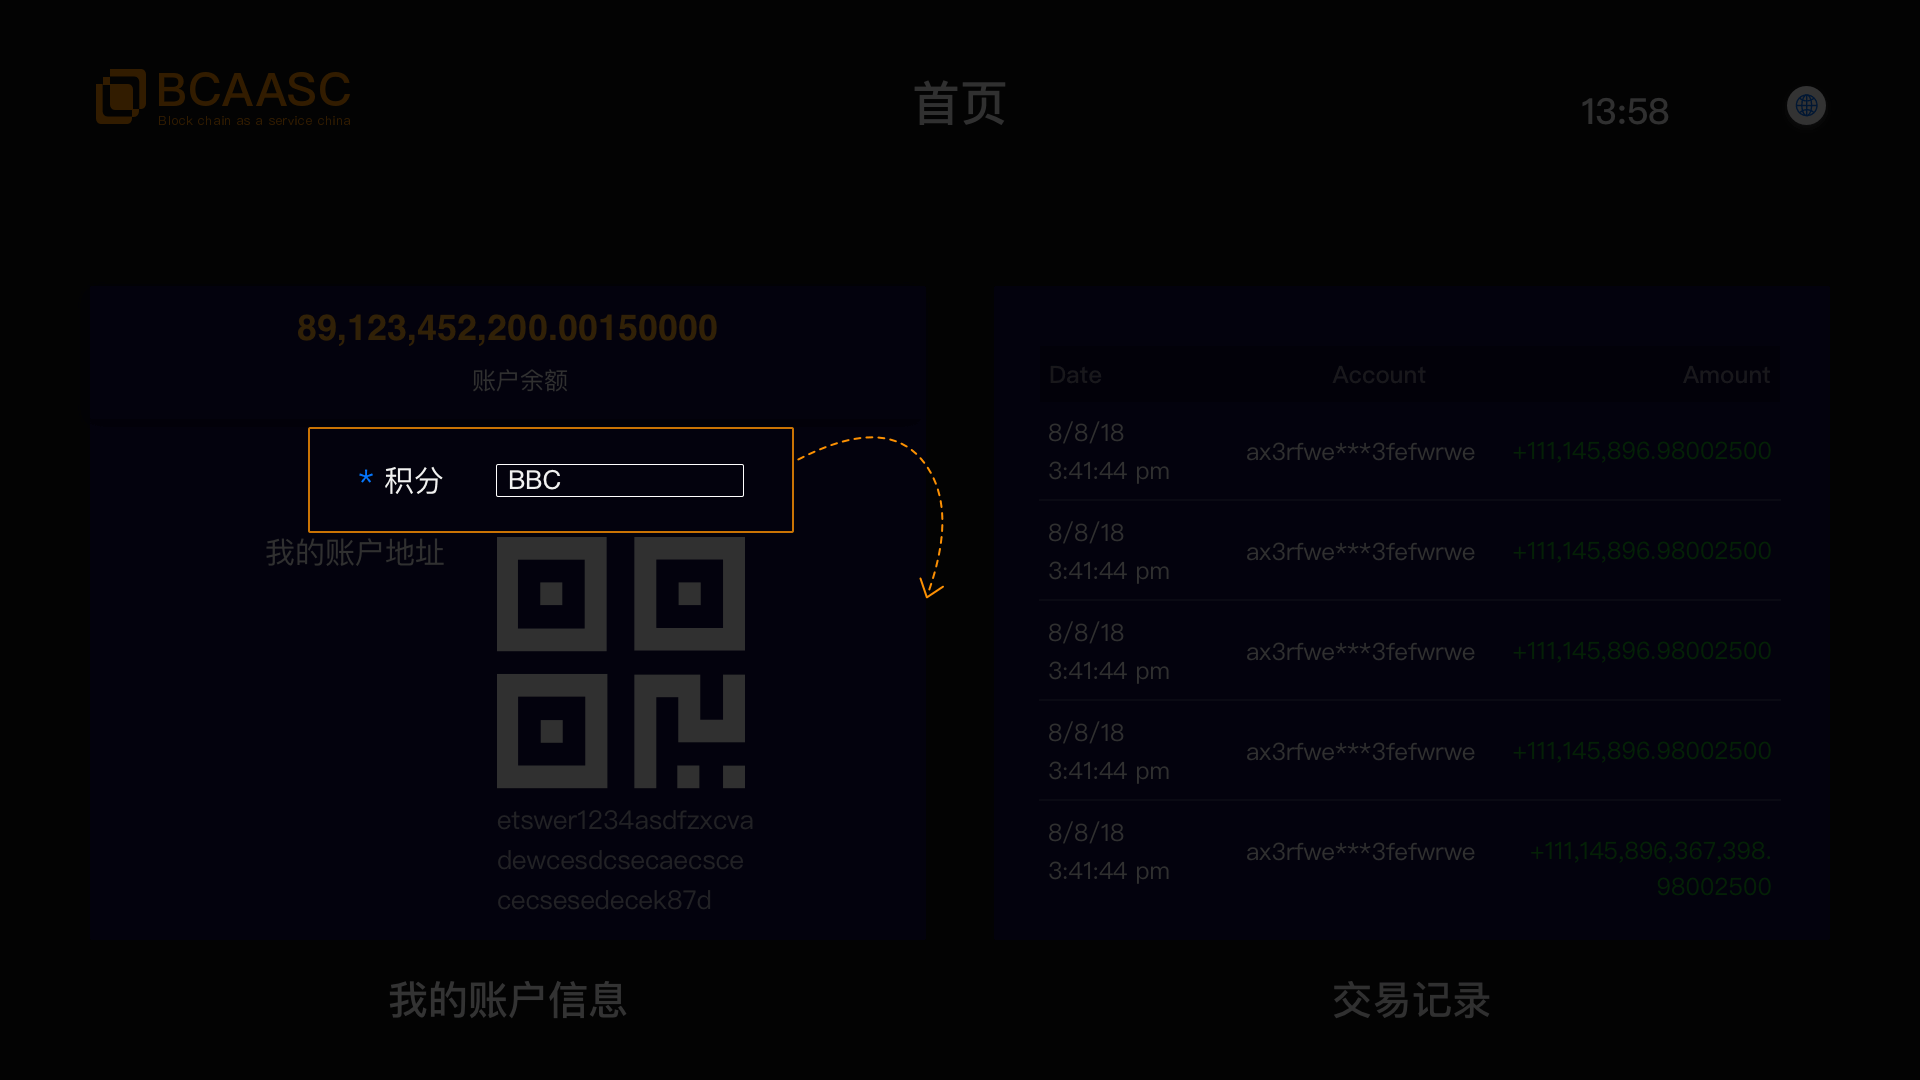 BCAASC
Block chain as a service china
首页
13:58
89,123,452,200.00150000
账户余额
* 积分 BBC
我的账户地址
etswer1234asdfzxcva
dewcesdcsecaecsce
cecsesedecek87d
我的账户信息
Date Account Amount
8/8/18
3:41:44 pm
ax3rfwe***3fefwrwe +111,145,896.98002500
8/8/18
3:41:44 pm
ax3rfwe***3fefwrwe +111,145,896.98002500
8/8/18
3:41:44 pm
ax3rfwe***3fefwrwe +111,145,896.98002500
8/8/18
3:41:44 pm
ax3rfwe***3fefwrwe +111,145,896.98002500
8/8/18
3:41:44 pm
ax3rfwe***3fefwrwe +111,145,896,367,398.
98002500
交易记录